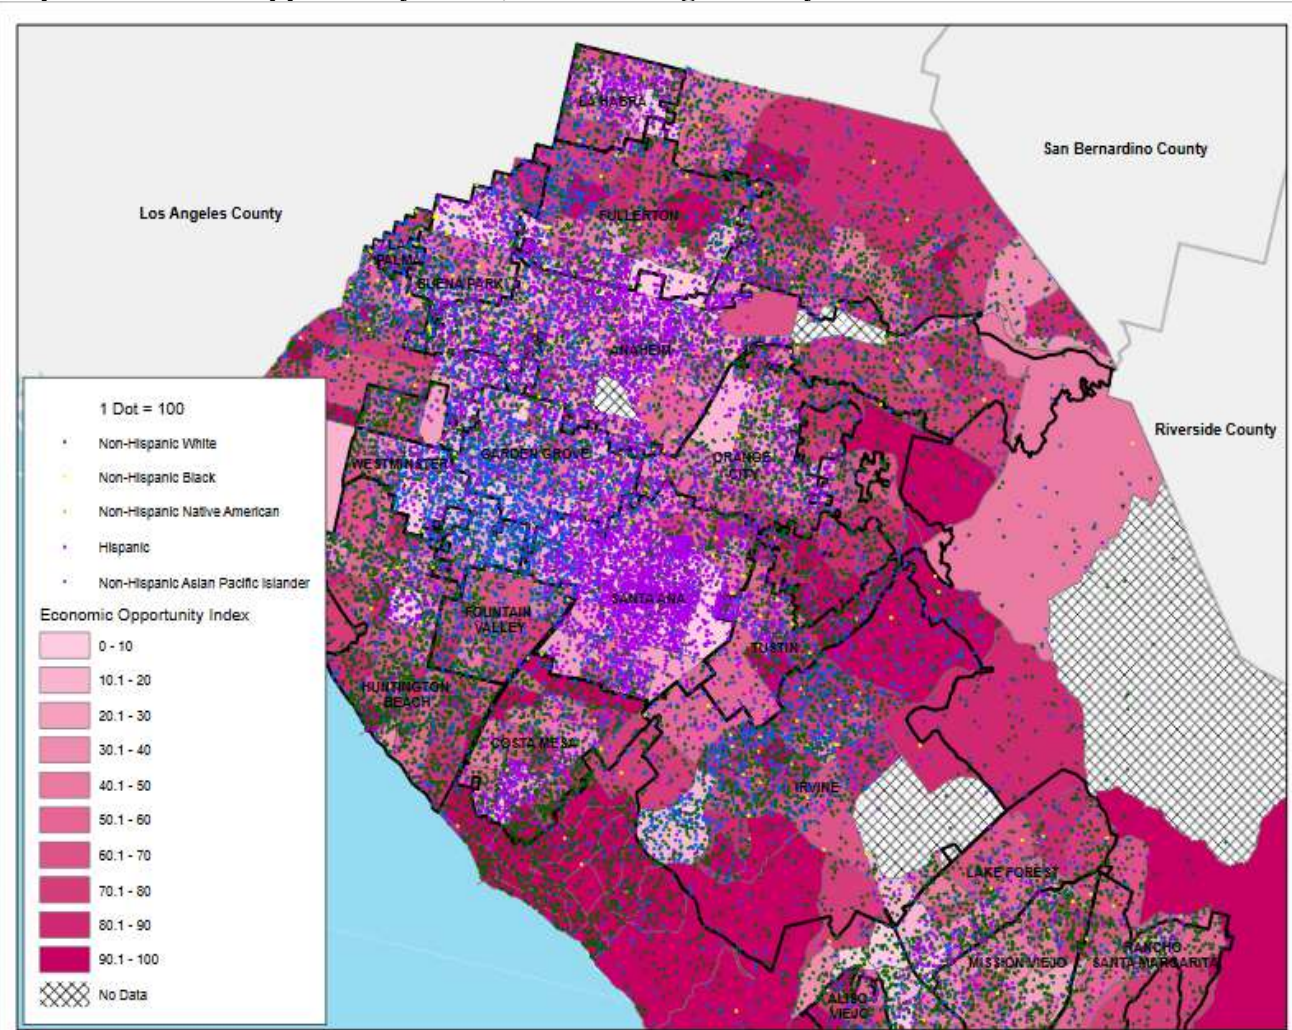 San Bernardino County
Los Angeles County
Riverside County
LA HABRA
FULLERTON
PALMA
BUENA PARK
ANAHEIM
GARDEN GROVE
WESTMINSTER
ORANGE
CITY
SANTA ANA
FOUNTAIN
VALLEY
TUSTIN
HUNTINGTON
BEACH
COSTA MESA
IRVINE
LAKE FOREST
MISSION VIEJO
RANCHO
SANTA MARGARITA
ALISO
VIEJO
1 Dot = 100
Non-Hispanic White
Non-Hispanic Black
Non-Hispanic Native American
Hispanic
Non-Hispanic Asian Pacific Islander
Economic Opportunity Index
0 - 10
10.1 - 20
20.1 - 30
30.1 - 40
40.1 - 50
50.1 - 60
60.1 - 70
70.1 - 80
80.1 - 90
90.1 - 100
No Data